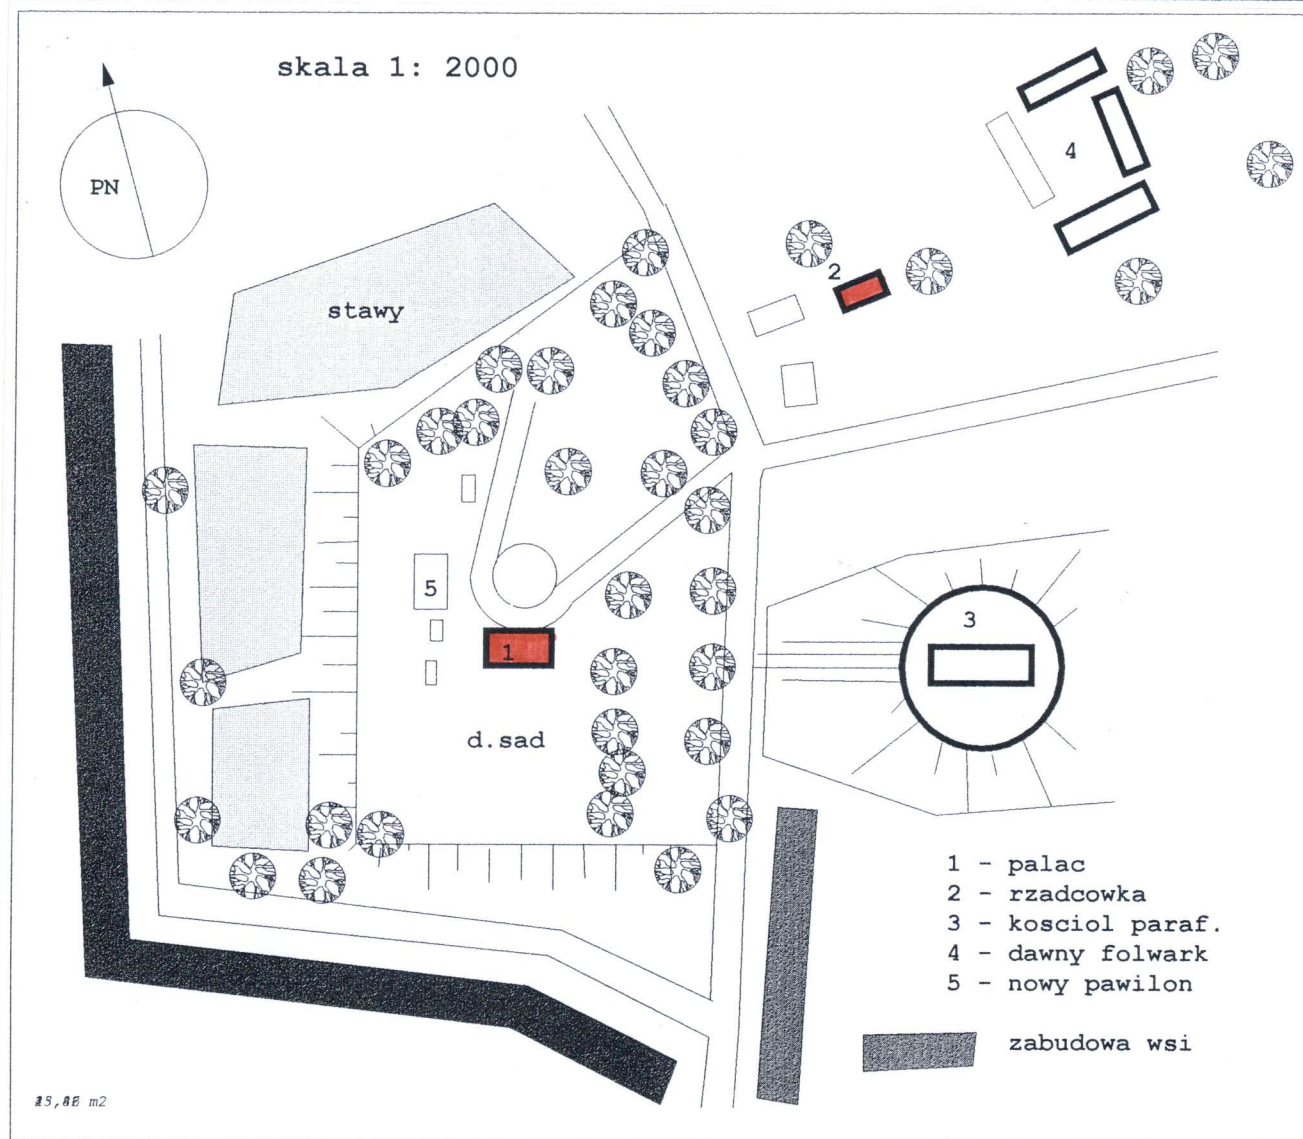 skala 1: 2000
PN
4
2
stawy
5
3
1
d.sad
1 - palac
2 - rzadcowka
3 - kosciol paraf.
4 - dawny folwark
5 - nowy pawilon
zabudowa wsi
m2